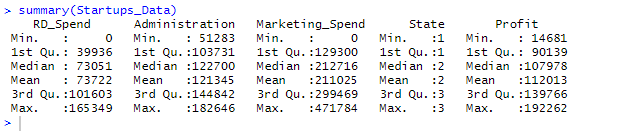 > summary(Startups_Data)
    RD_Spend      Administration   Marketing_Spend      State       Profit
 Min.   :     0   Min.   : 51283   Min.   :     0   Min.   :1   Min.   : 14681
 1st Qu.: 39936   1st Qu.:103731   1st Qu.:129300   1st Qu.:1   1st Qu.: 90139
 Median : 73051   Median :122700   Median :212716   Median :2   Median :107978
 Mean   : 73722   Mean   :121345   Mean   :211025   Mean   :2   Mean   :112013
 3rd Qu.:101603   3rd Qu.:144842   3rd Qu.:299469   3rd Qu.:3   3rd Qu.:139766
 Max.   :165349   Max.   :182646   Max.   :471784   Max.   :3   Max.   :192262
>